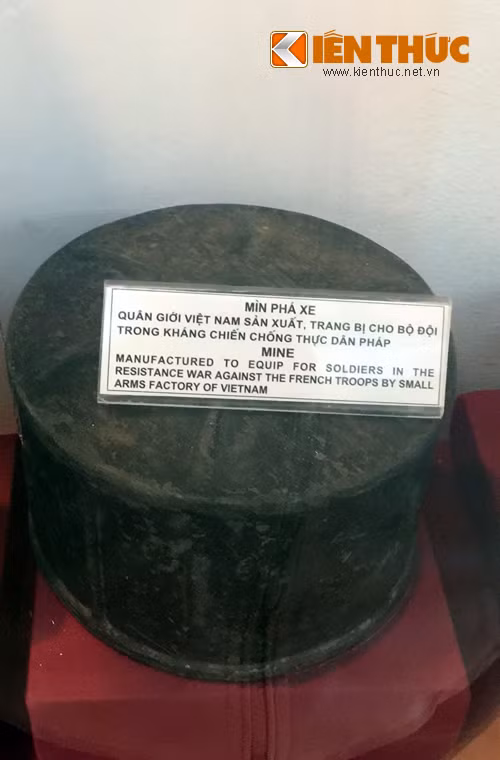 KIẾN THỨC
www.kienthuc.net.vn
MÌN PHÁ XE
QUÂN GIỚI VIỆT NAM SẢN XUẤT, TRANG BỊ CHO BỘ ĐỘI
TRONG KHÁNG CHIẾN CHỐNG THỰC DÂN PHÁP
MINE
MANUFACTURED TO EQUIP FOR SOLDIERS IN THE
RESISTANCE WAR AGAINST THE FRENCH TROOPS BY SMALL
ARMS FACTORY OF VIETNAM